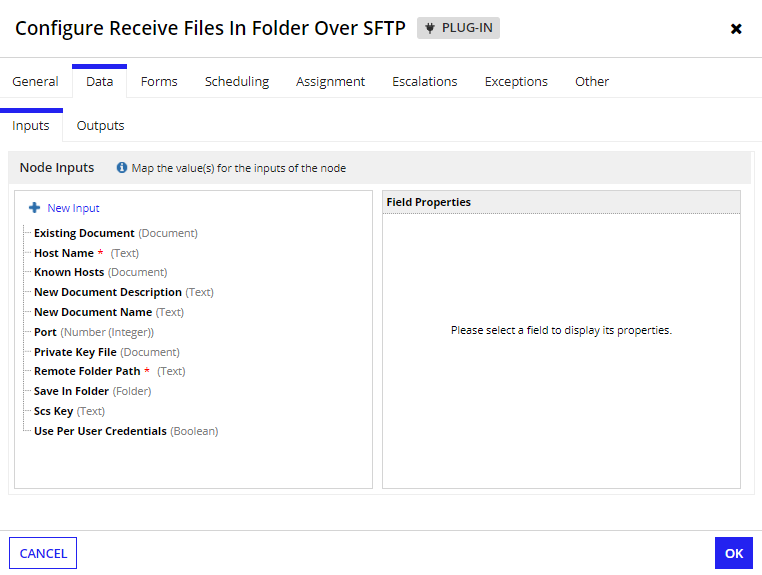 Configure Receive Files In Folder Over SFTP PLUG-IN
General Data Forms Scheduling Assignment Escalations Exceptions Other
Inputs Outputs
Node Inputs Map the value(s) for the inputs of the node
New Input
Existing Document (Document)
Host Name * (Text)
Known Hosts (Document)
New Document Description (Text)
New Document Name (Text)
Port (Number (Integer))
Private Key File (Document)
Remote Folder Path * (Text)
Save In Folder (Folder)
Scs Key (Text)
Use Per User Credentials (Boolean)
Field Properties
Please select a field to display its properties.
CANCEL OK